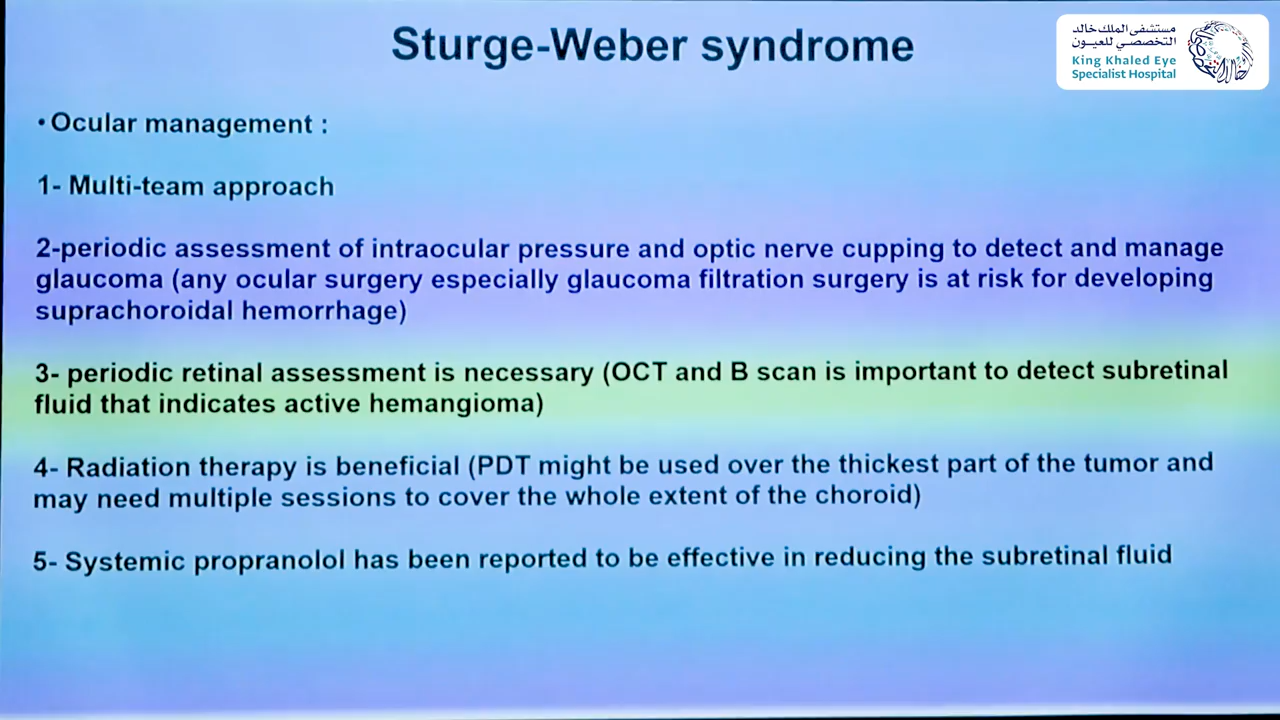 Sturge-Weber syndrome
مستشفى الملك خالد
التخصصي للعيون
King Khaled Eye
Specialist Hospital
• Ocular management :
1- Multi-team approach
2-periodic assessment of intraocular pressure and optic nerve cupping to detect and manage
glaucoma (any ocular surgery especially glaucoma filtration surgery is at risk for developing
suprachoroidal hemorrhage)
3- periodic retinal assessment is necessary (OCT and B scan is important to detect subretinal
fluid that indicates active hemangioma)
4- Radiation therapy is beneficial (PDT might be used over the thickest part of the tumor and
may need multiple sessions to cover the whole extent of the choroid)
5- Systemic propranolol has been reported to be effective in reducing the subretinal fluid